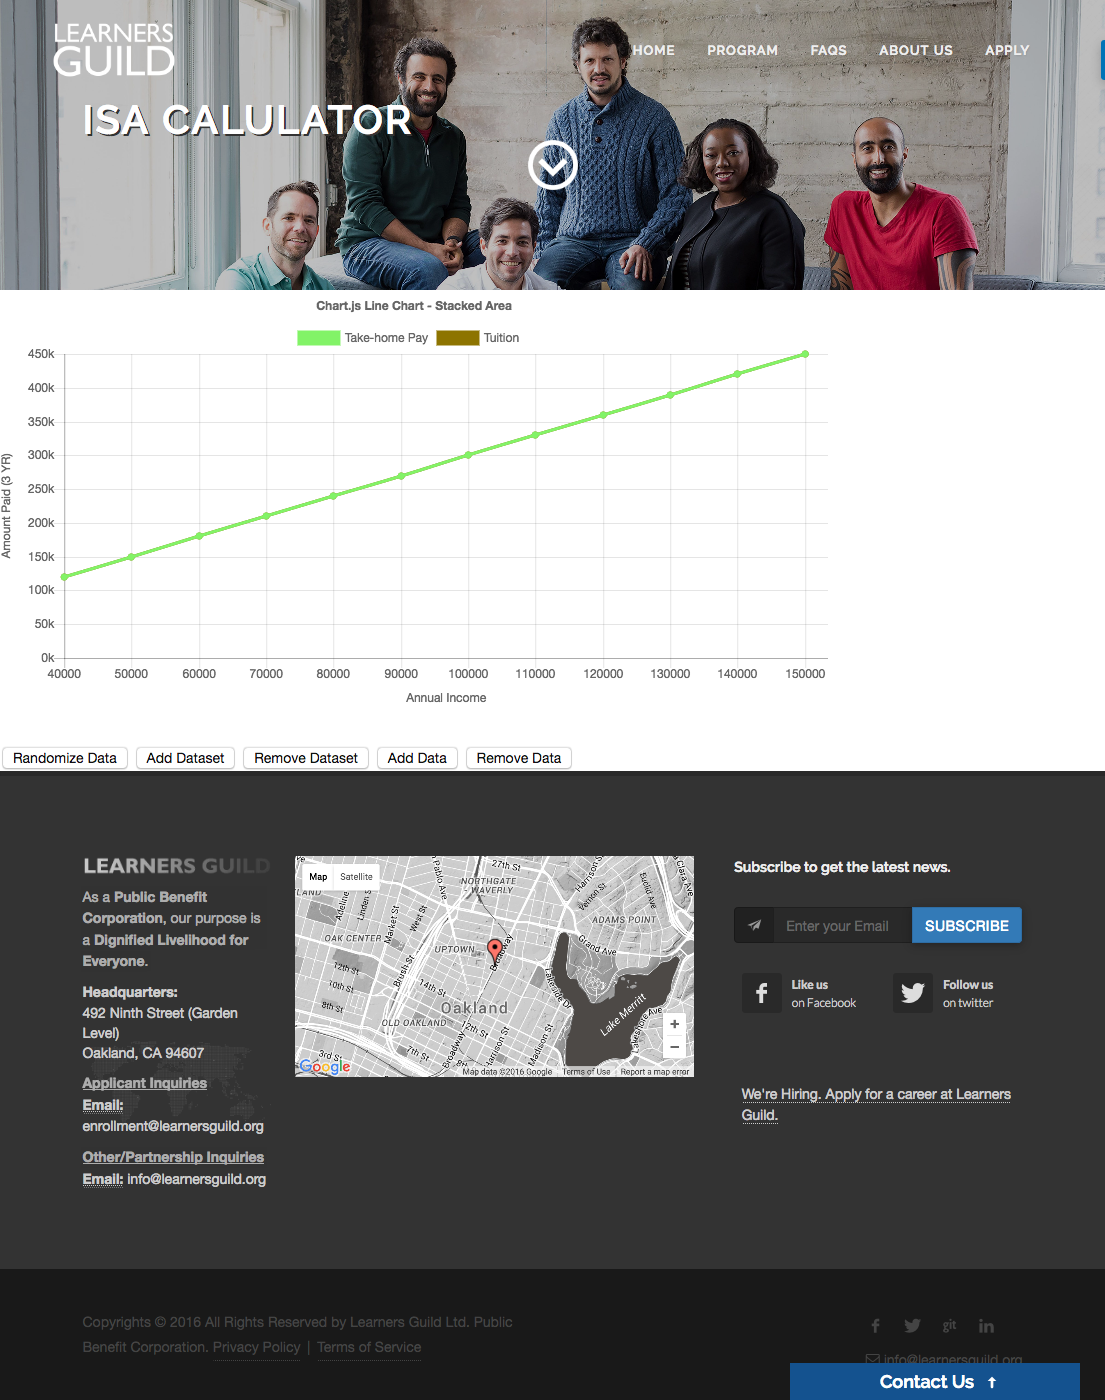 LEARNERS
GUILD
HOME PROGRAM FAQS ABOUT US APPLY
ISA CALULATOR
Chart.js Line Chart - Stacked Area
Take-home Pay Tuition
450k
400k
350k
300k
250k
200k
150k
100k
50k
0k
Amount Paid (3 YR)
40000 50000 60000 70000 80000 90000 100000 110000 120000 130000 140000 150000
Annual Income
Randomize Data Add Dataset Remove Dataset Add Data Remove Data
LEARNERS GUILD
As a Public Benefit
Corporation, our purpose is
a Dignified Livelihood for
Everyone.
Headquarters:
492 Ninth Street (Garden
Level)
Oakland, CA 94607
Applicant Inquiries
Email:
enrollment@learnersguild.org
Other/Partnership Inquiries
Email: info@learnersguild.org
Map Satellite
27th St
NORTHGATE
- WAVERLY
Harrison St
Vernon St
Euclid Ave
Clara Ave
Pablo Ave
LAND
Adeline
Linden S
Market St
West St
ADAMS POINT
OAK CENTER
UPTOWN
Broadway
Grand Ave
12th St
10th St
8th St
Brush St
14th St
Oakland
Lakeside Dr
Lake Merritt
Lakeshore Ave
OLD OAKLAND
12th St
7th St
3rd St
Broadway
Harrison St
Madison St
+
−
Google
Map data ©2016 Google Terms of Use Report a map error
Subscribe to get the latest news.
Enter your Email SUBSCRIBE
Like us
on Facebook
Follow us
on twitter
We're Hiring. Apply for a career at Learners
Guild.
Copyrights © 2016 All Rights Reserved by Learners Guild Ltd. Public
Benefit Corporation. Privacy Policy | Terms of Service
git
info@learnersguild.org
Contact Us